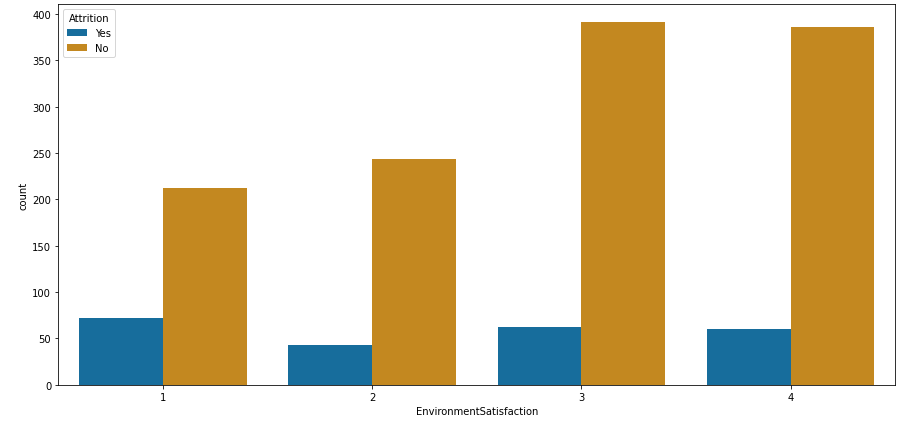 Attrition
Yes
No
400
350
300
250
200
150
100
50
0
count
1 2 3 4
EnvironmentSatisfaction